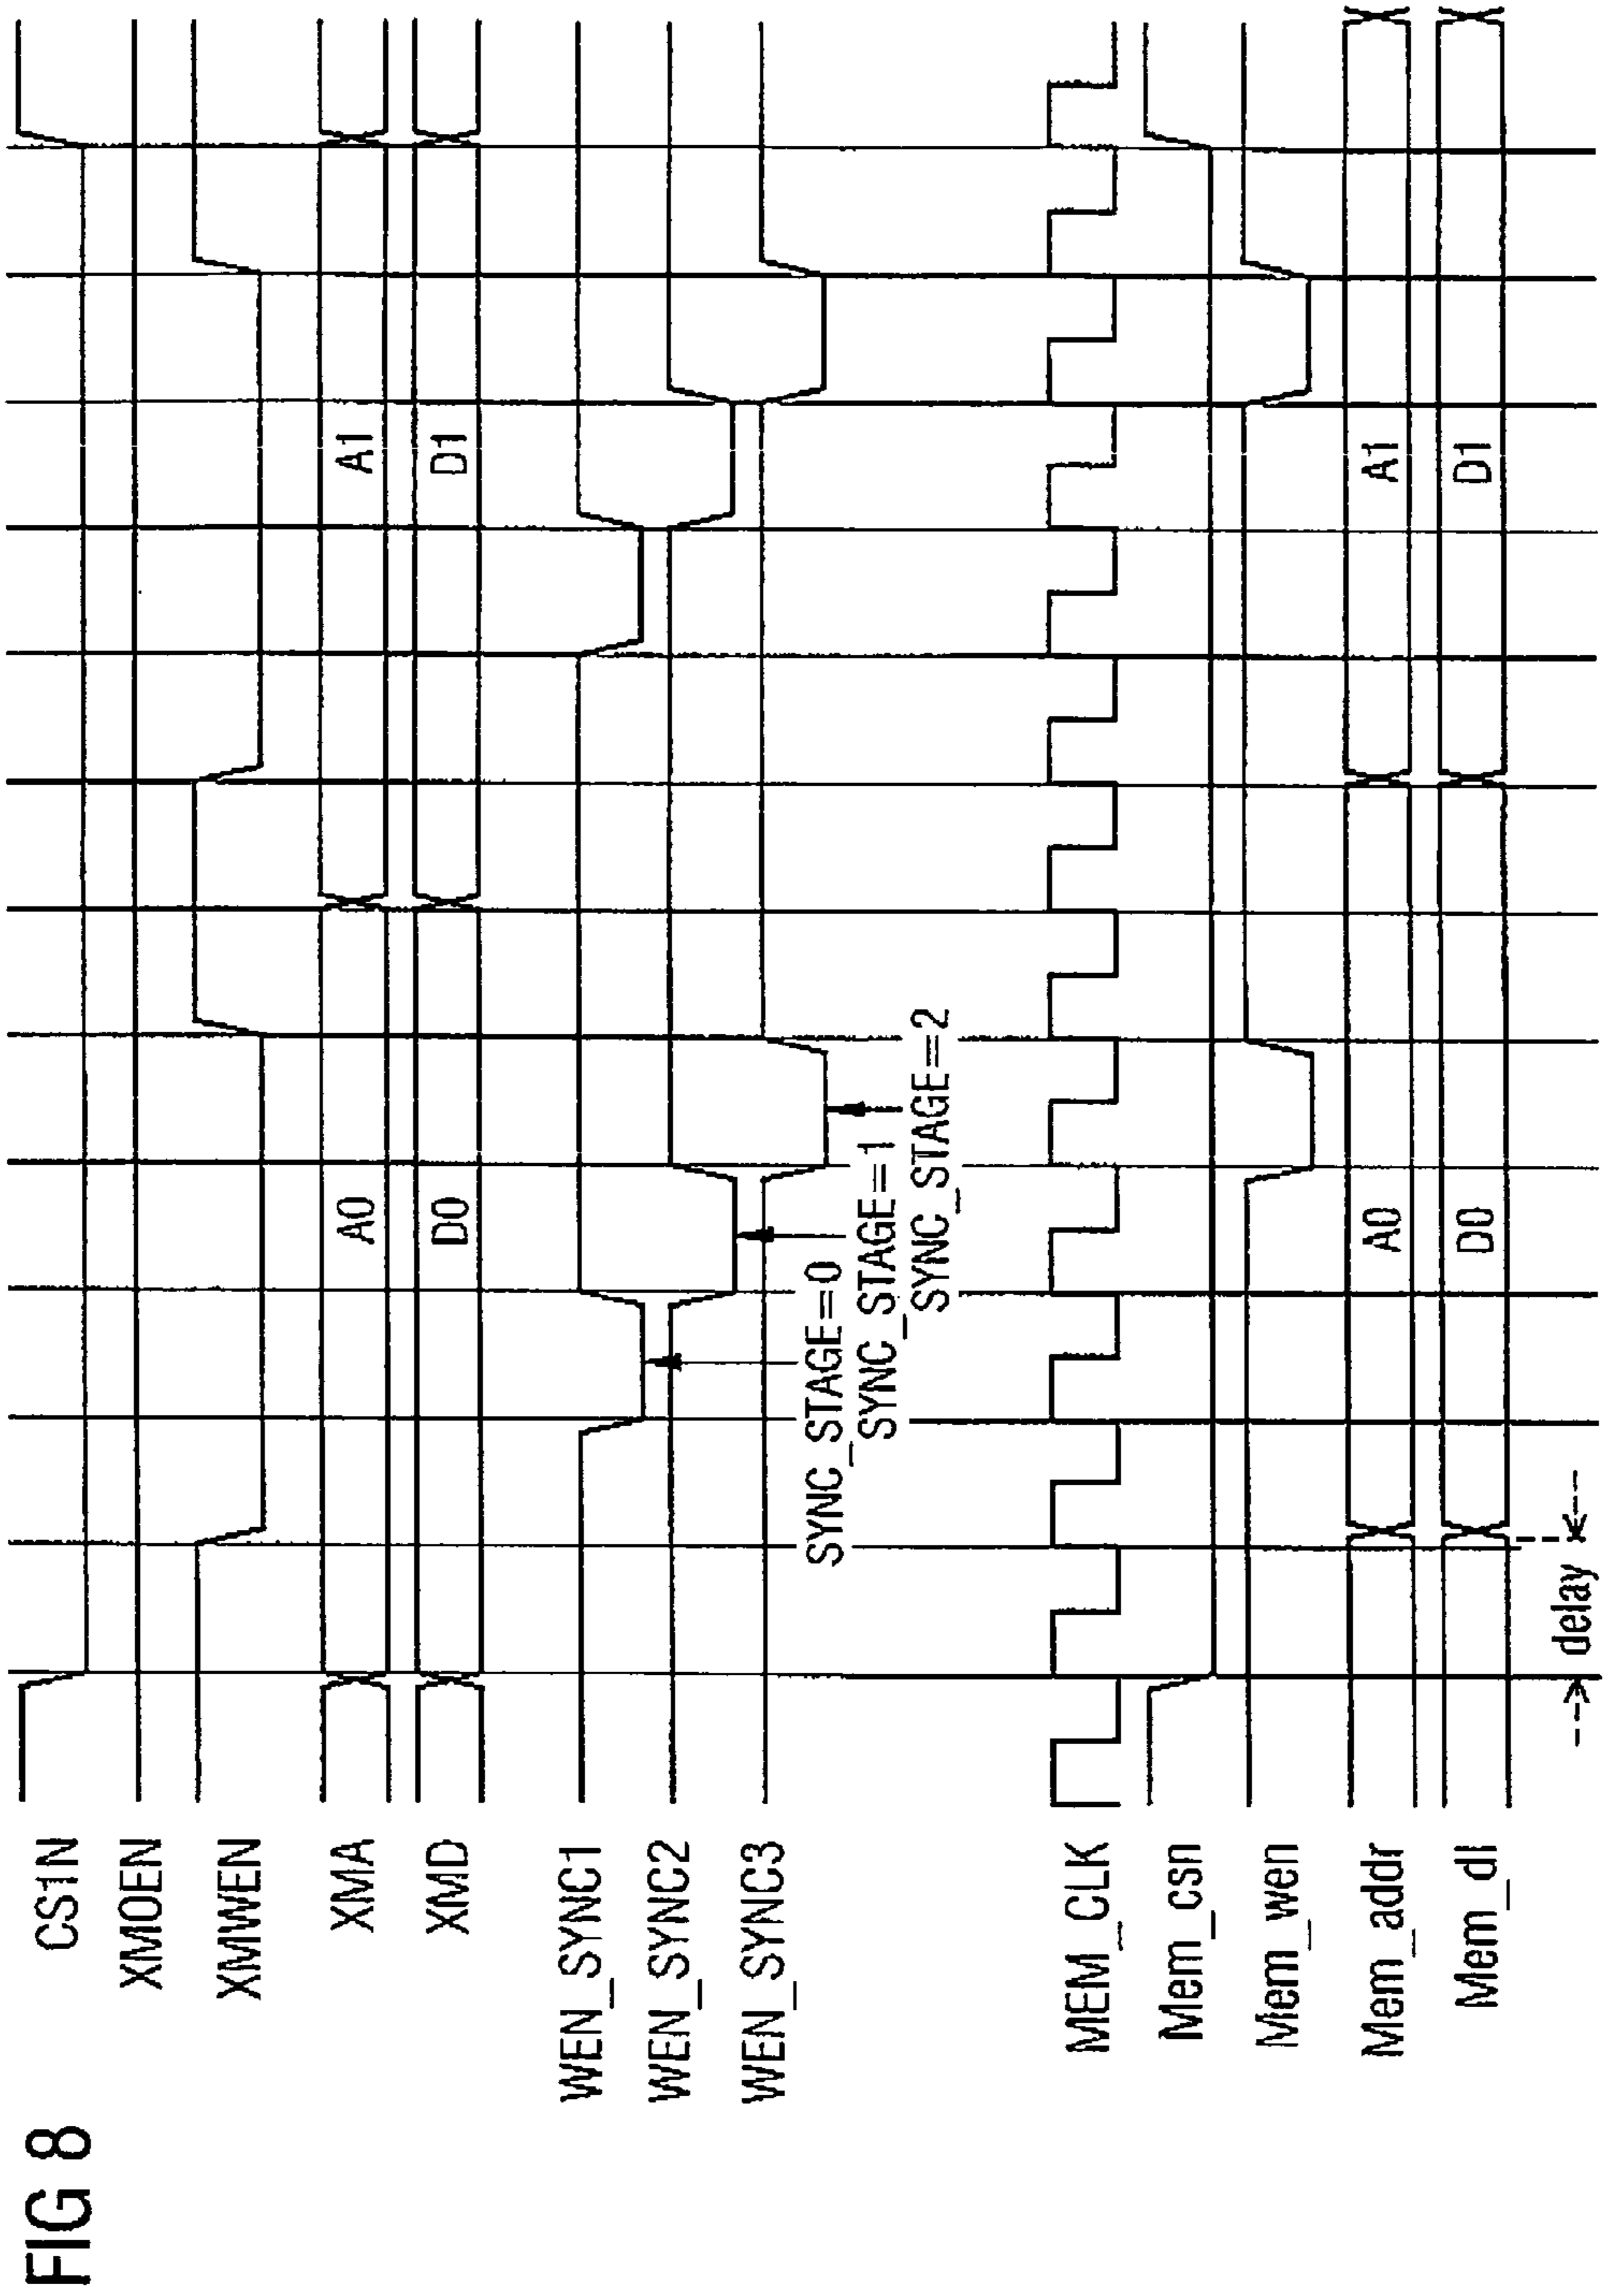 FIG 8
CS1N
XMOEN
XMWEN
XMA A0 A1
XMD D0 D1
WEN_SYNC1
WEN_SYNC2
WEN_SYNC3
SYNC_STAGE=0
SYNC_STAGE=1
SYNC_STAGE=2
MEM_CLK
Mem_csn
Mem_wen
Mem_addr A0 A1
Mem_dI D0 D1
delay